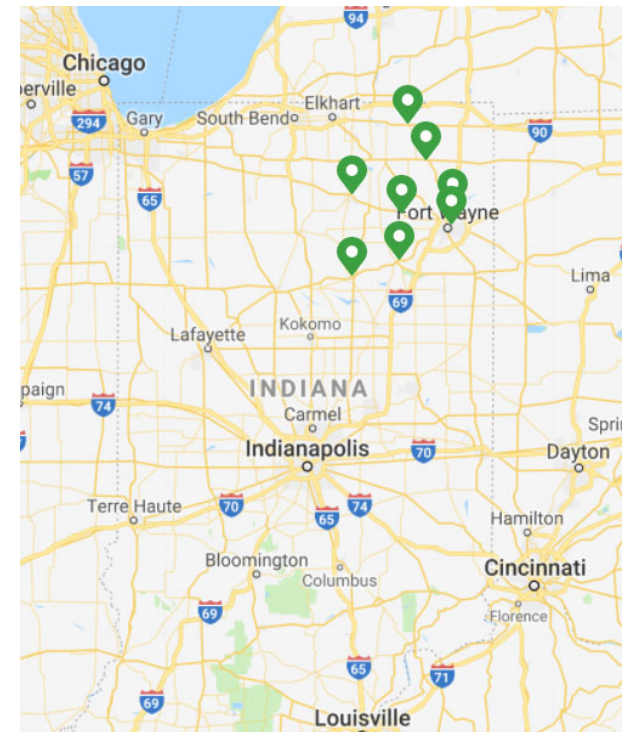 94
Chicago
perville
Elkhart
294
Gary
South Bend
90
57
65
Fort Wayne
Lima
69
Kokomo
Lafayette
paign
74
INDIANA
Carmel
Spri
Indianapolis
70
Dayton
Terre Haute
70
65
74
Hamilton
Bloomington
Columbus
Cincinnati
69
Florence
65
71
69
Louisville